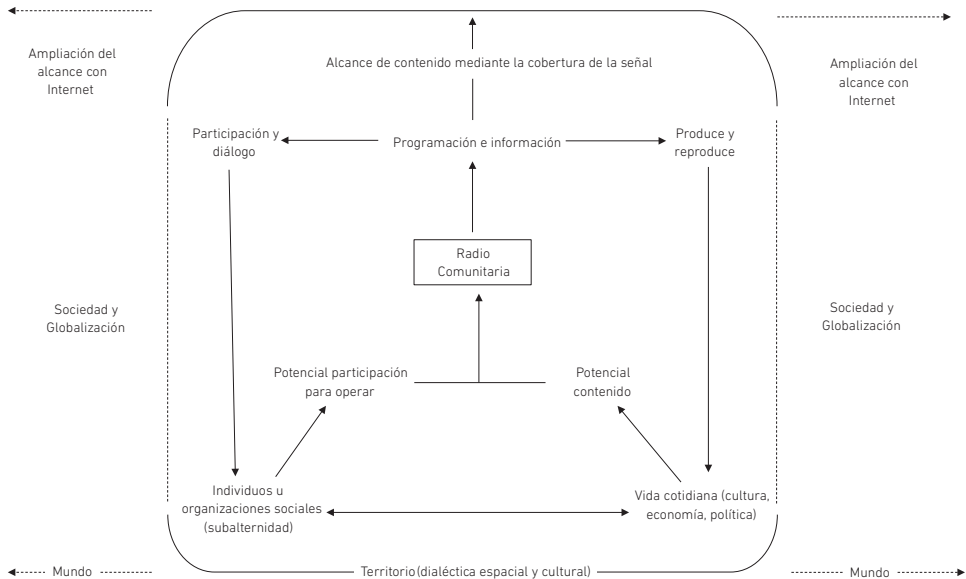 Ampliación del
alcance con
Internet
Alcance de contenido mediante la cobertura de la señal
Ampliación del
alcance con
Internet
Participación y
diálogo
Programación e información
Produce y
reproduce
Radio
Comunitaria
Sociedad y
Globalización
Sociedad y
Globalización
Potencial participación
para operar
Potencial
contenido
Individuos u
organizaciones sociales
(subalternidad)
Vida cotidiana (cultura,
economía, política)
Mundo
Territorio (dialéctica espacial y cultural)
Mundo